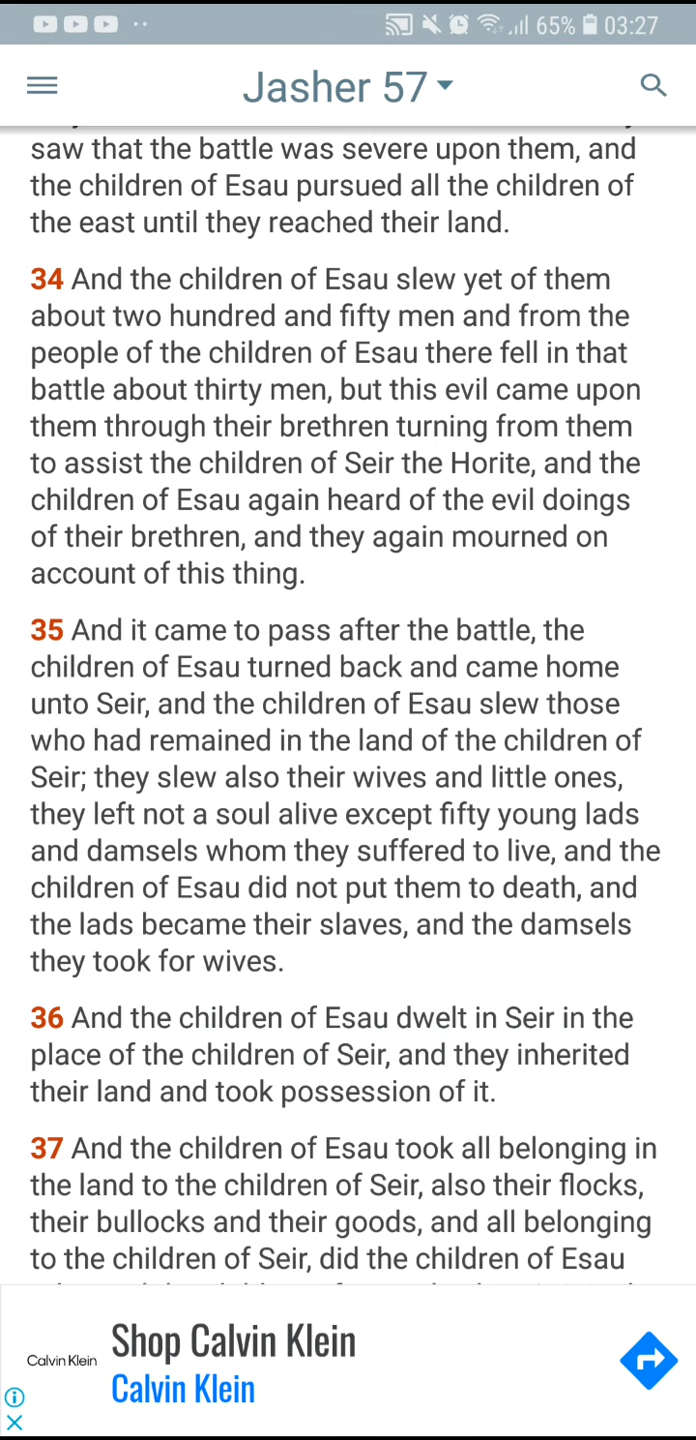 65% 03:27
Jasher 57
saw that the battle was severe upon them, and
the children of Esau pursued all the children of
the east until they reached their land.
34 And the children of Esau slew yet of them
about two hundred and fifty men and from the
people of the children of Esau there fell in that
battle about thirty men, but this evil came upon
them through their brethren turning from them
to assist the children of Seir the Horite, and the
children of Esau again heard of the evil doings
of their brethren, and they again mourned on
account of this thing.
35 And it came to pass after the battle, the
children of Esau turned back and came home
unto Seir, and the children of Esau slew those
who had remained in the land of the children of
Seir; they slew also their wives and little ones,
they left not a soul alive except fifty young lads
and damsels whom they suffered to live, and the
children of Esau did not put them to death, and
the lads became their slaves, and the damsels
they took for wives.
36 And the children of Esau dwelt in Seir in the
place of the children of Seir, and they inherited
their land and took possession of it.
37 And the children of Esau took all belonging in
the land to the children of Seir, also their flocks,
their bullocks and their goods, and all belonging
to the children of Seir, did the children of Esau
Calvin Klein
Shop Calvin Klein
Calvin Klein